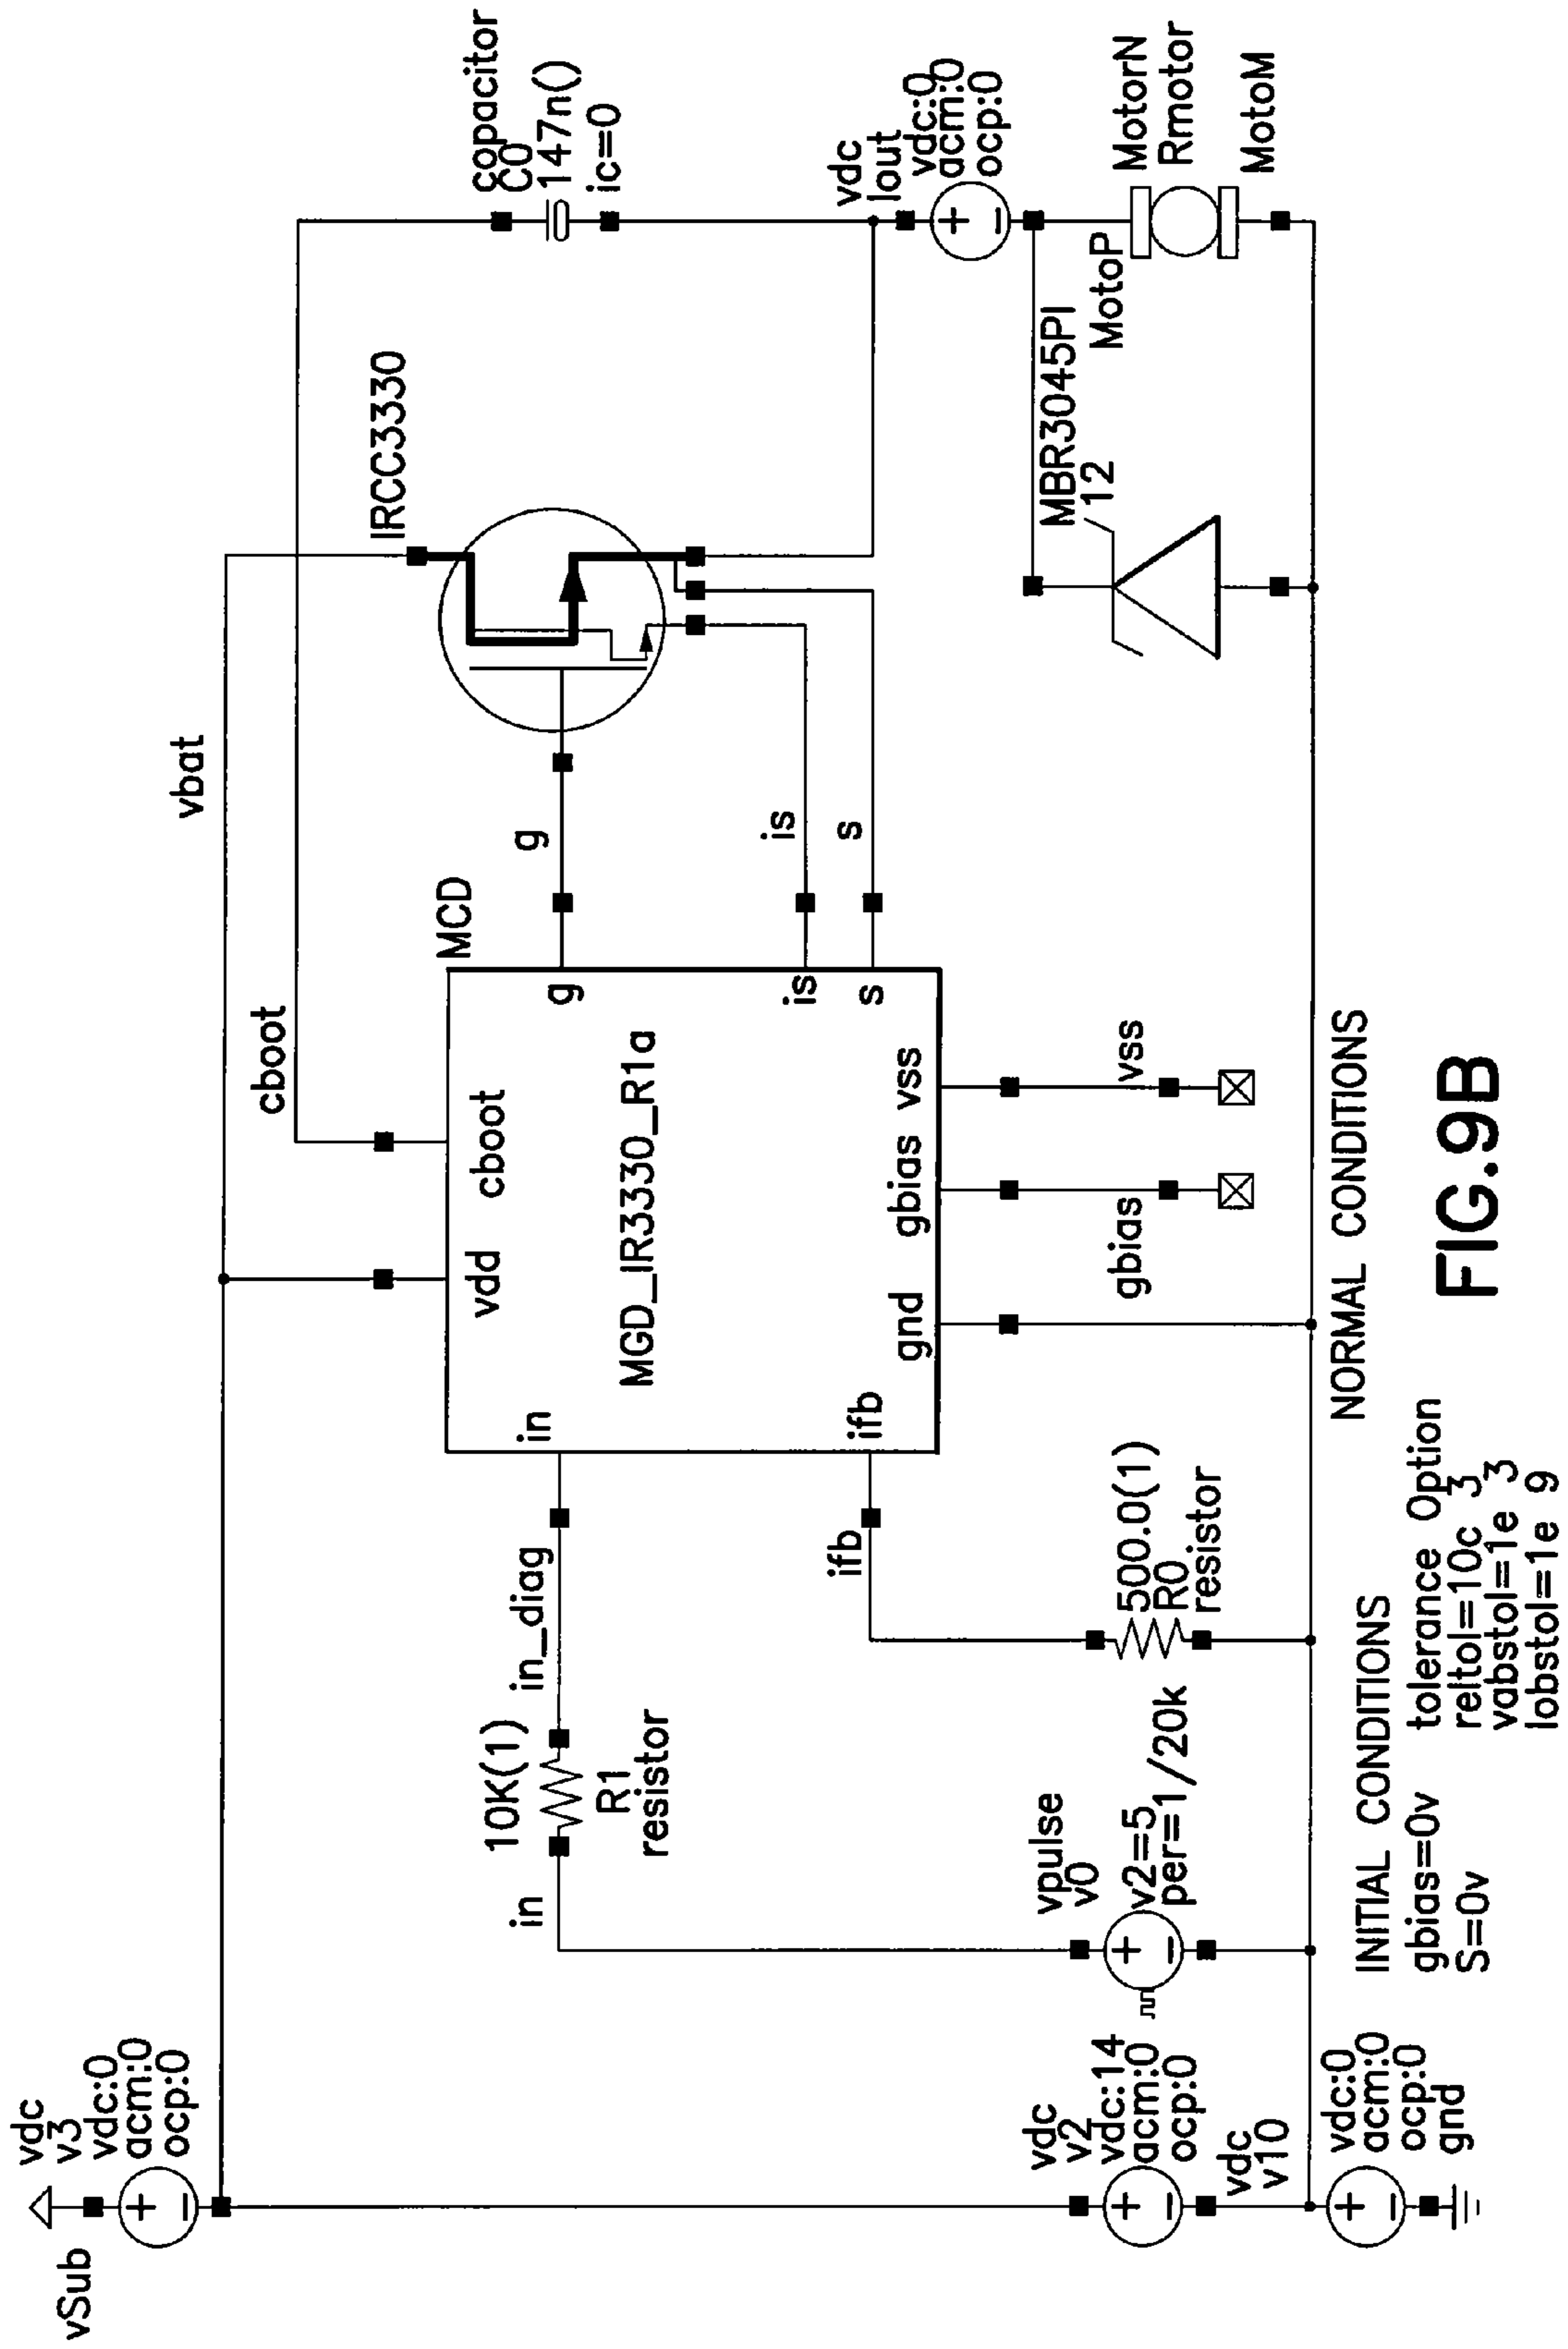 vSub
vdc
v3
vdc:0
acm:0
ocp:0
vbat
cboot
IRCC3330
copacitor
C0
147n()
ic=0
MCD
vdd
cboot
in
MGD_IR3330_R1a
g
is
s
ifb
gnd
gbias
vss
g
is
s
in
10K(1)
R1
resistor
in_diag
ifb
500.0(1)
R0
resistor
vpulse
v0
v2=5
per=1/20k
vdc
v2
vdc:14
acm:0
ocp:0
vdc
v10
vdc:0
acm:0
ocp:0
gnd
gbias
vss
vdc
Iout
vdc:0
acm:0
ocp:0
MBR3045PI
12
MotoP
MotorN
Rmotor
MotoM
INITIAL CONDITIONS
gbias=0v
S=0v
tolerance Option
reltol=10c 3
vabstol=1e 3
lobstol=1e 9
NORMAL CONDITIONS
FIG.9B